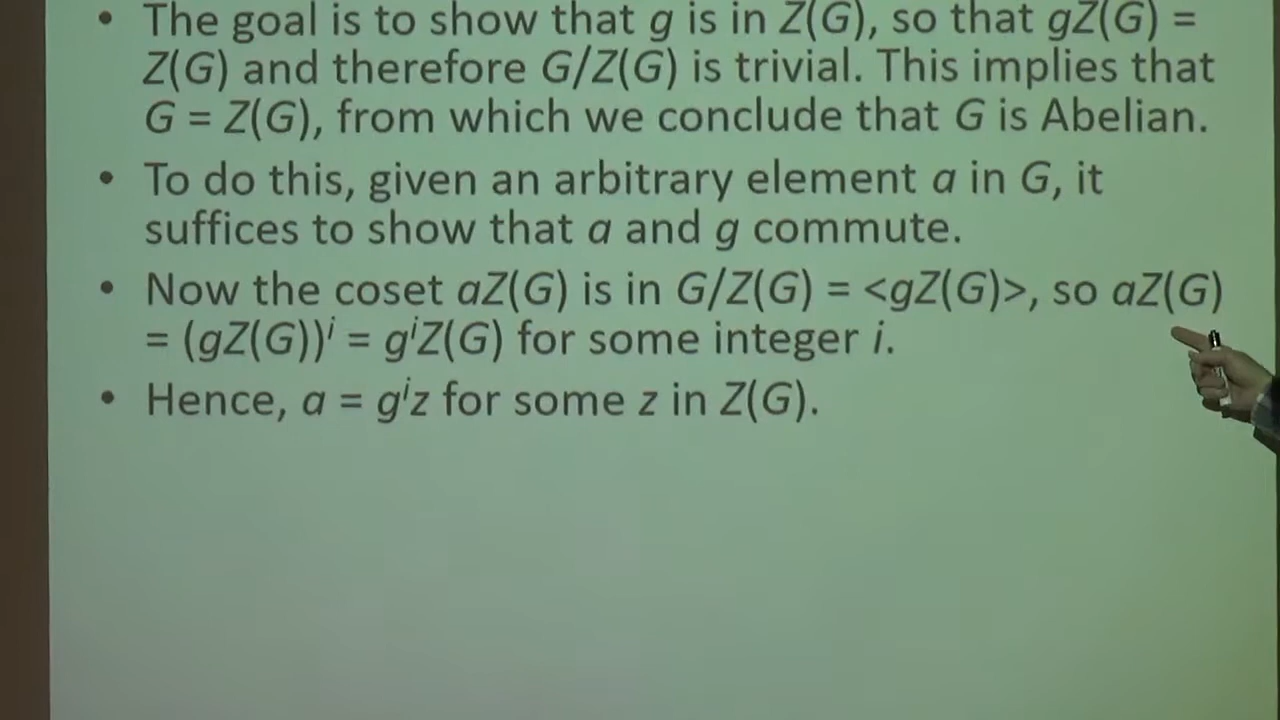 • The goal is to show that g is in Z(G), so that gZ(G) =
Z(G) and therefore G/Z(G) is trivial. This implies that
G = Z(G), from which we conclude that G is Abelian.
• To do this, given an arbitrary element a in G, it
suffices to show that a and g commute.
• Now the coset aZ(G) is in G/Z(G) = <gZ(G)>, so aZ(G)
= (gZ(G))ⁱ = gⁱZ(G) for some integer i.
• Hence, a = gⁱz for some z in Z(G).